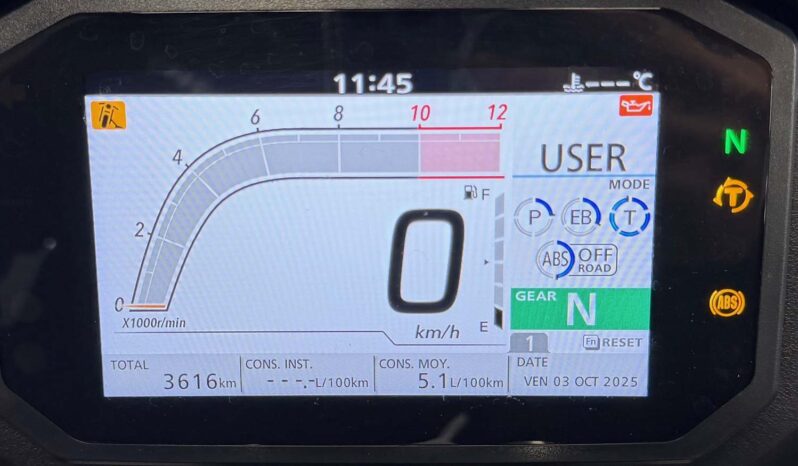 11:45
---°C
0 2 4 6 8 10 12
X1000r/min
F
E
0
km/h
USER
MODE
P EB T
ABS OFF ROAD
GEAR N
1 Fn RESET
TOTAL
3616km
CONS. INST.
---.-L/100km
CONS. MOY.
5.1L/100km
DATE
VEN 03 OCT 2025
N
T
ABS